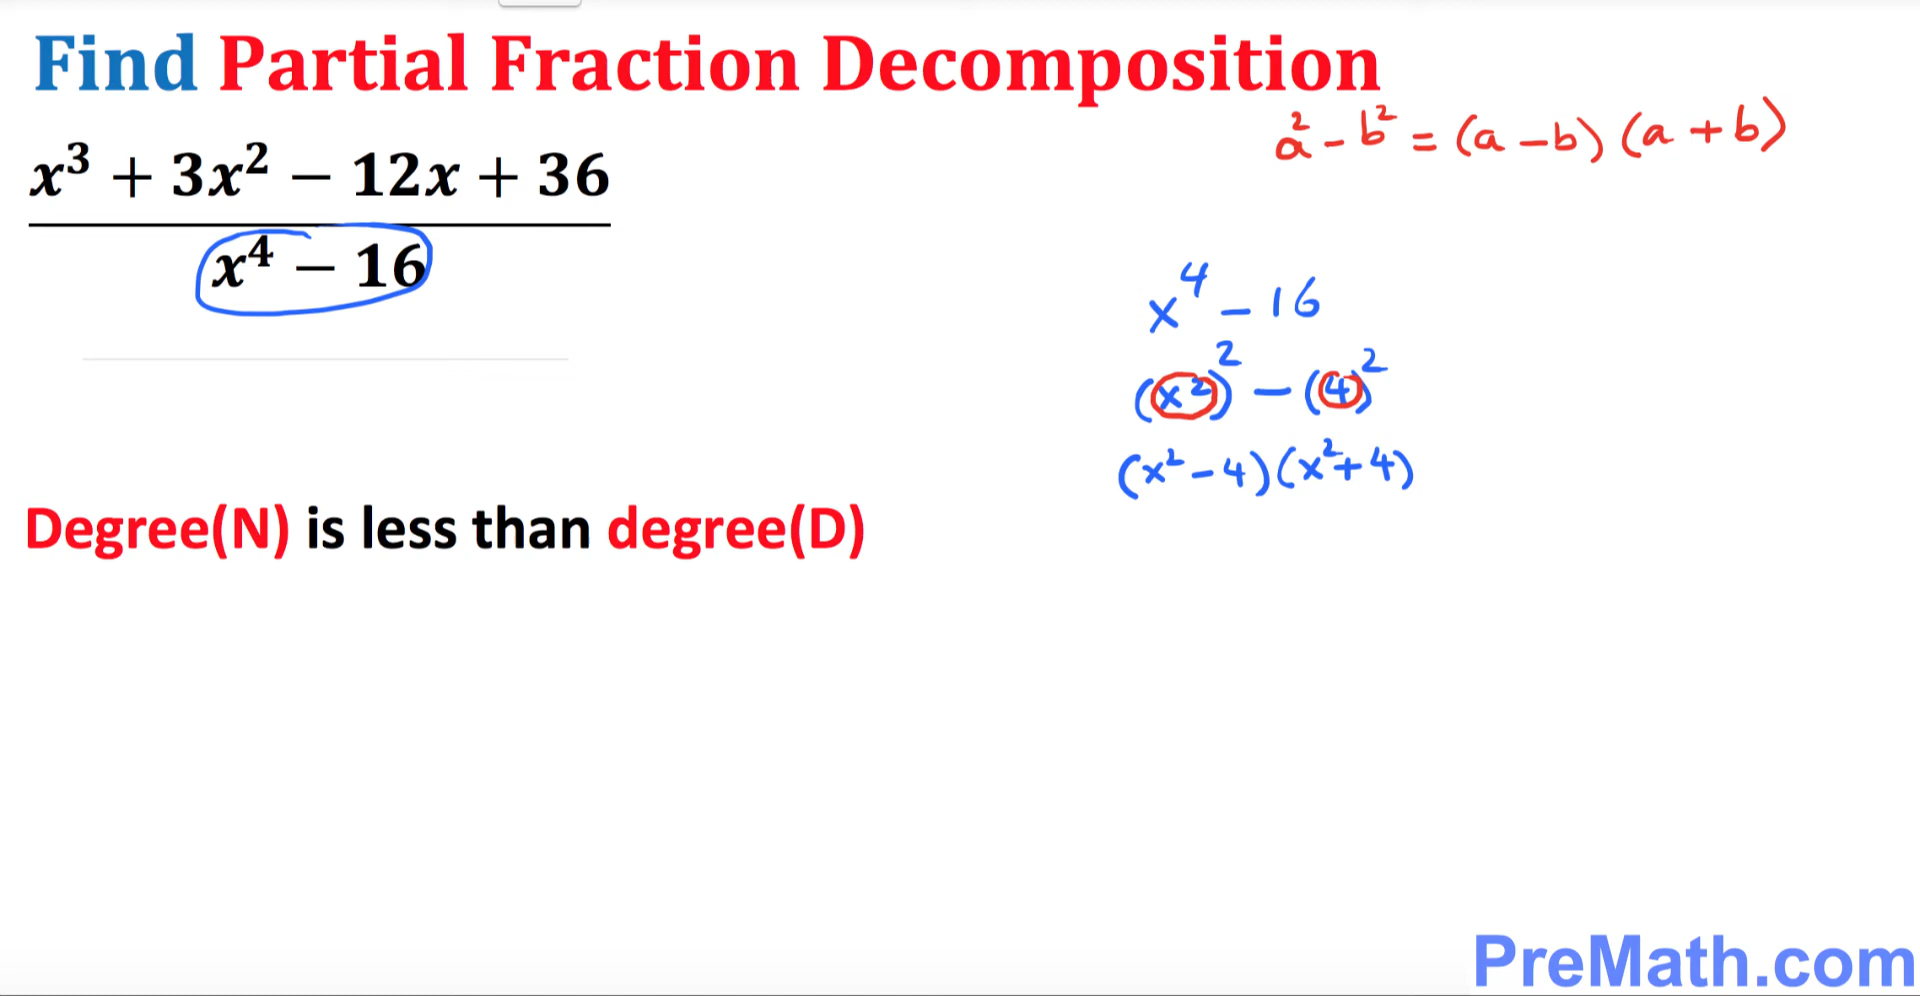 Find Partial Fraction Decomposition
a² - b² = (a - b) (a + b)
x³ + 3x² − 12x + 36
x⁴ − 16
x⁴ - 16
(x²)² - (4)²
(x² - 4)(x² + 4)
Degree(N) is less than degree(D)
PreMath.com